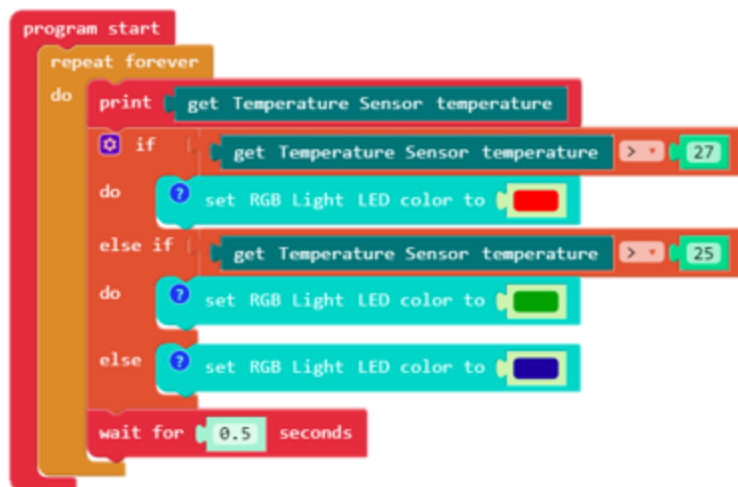 program start
repeat forever
do print get Temperature Sensor temperature
if get Temperature Sensor temperature > 27
do ? set RGB Light LED color to
else if get Temperature Sensor temperature > 25
do ? set RGB Light LED color to
else ? set RGB Light LED color to
wait for 0.5 seconds